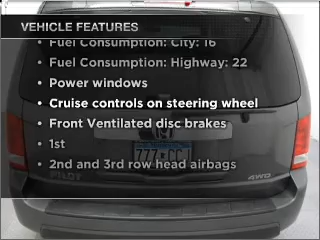 VEHICLE FEATURES
• Fuel Consumption: City: 16
• Fuel Consumption: Highway: 22
• Power windows
• Cruise controls on steering wheel
• Front Ventilated disc brakes
• 1st
• 2nd and 3rd row head airbags
PILOT
4WD